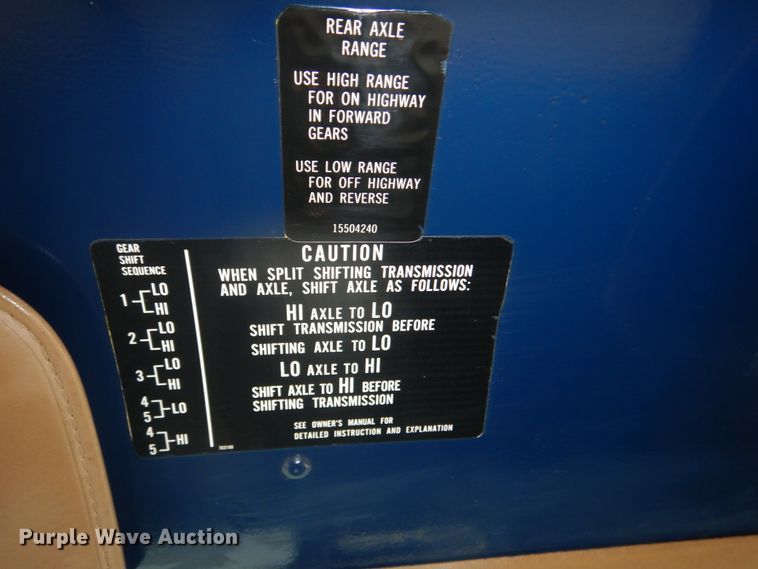 REAR AXLE
RANGE
USE HIGH RANGE
FOR ON HIGHWAY
IN FORWARD
GEARS
USE LOW RANGE
FOR OFF HIGHWAY
AND REVERSE
15504240
GEAR
SHIFT
SEQUENCE
1 LO
HI
2 LO
HI
3 LO
HI
4
5 LO
4
5 HI
CAUTION
WHEN SPLIT SHIFTING TRANSMISSION
AND AXLE, SHIFT AXLE AS FOLLOWS:
HI AXLE TO LO
SHIFT TRANSMISSION BEFORE
SHIFTING AXLE TO LO
LO AXLE TO HI
SHIFT AXLE TO HI BEFORE
SHIFTING TRANSMISSION
SEE OWNER'S MANUAL FOR
DETAILED INSTRUCTION AND EXPLANATION
Purple Wave Auction